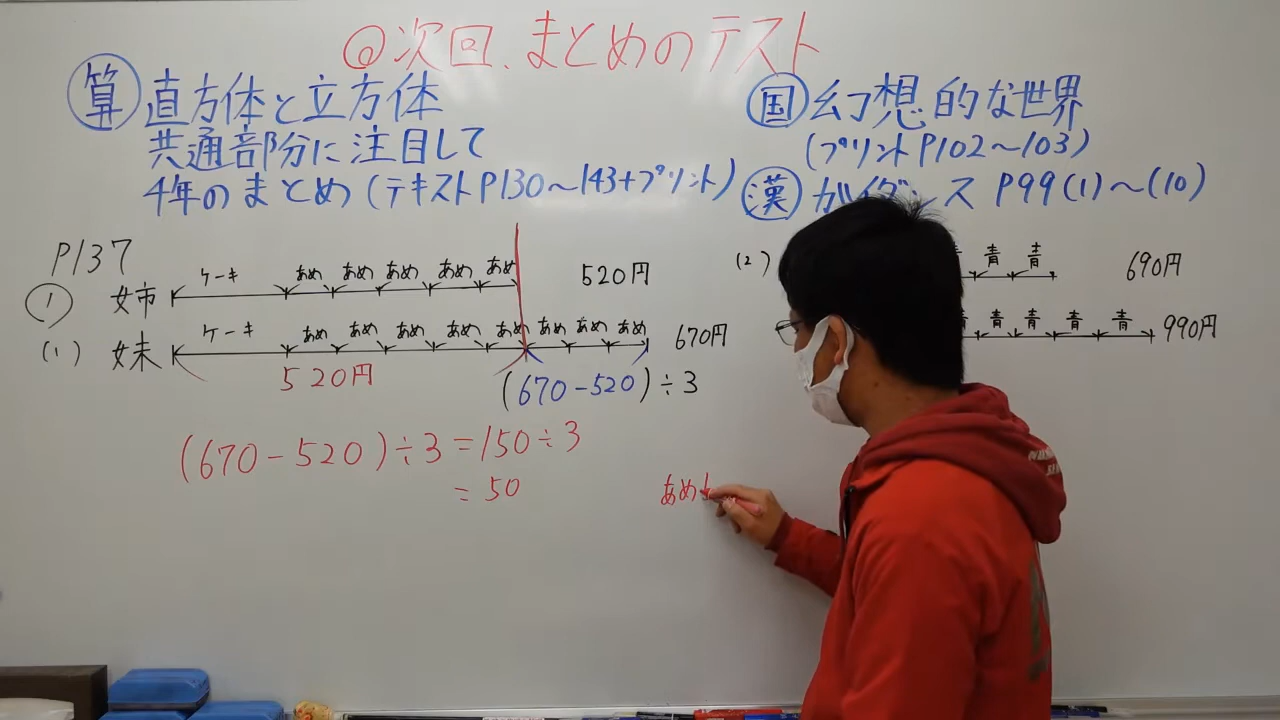 @次回、まとめのテスト
算 直方体と立方体
共通部分に注目して
4年のまとめ(テキストP130～143+プリント)
国 幻想的な世界
(プリントP102～103)
漢 ガイダンス P99(1)～(10)
P137
① 姉 ケーキ あめ あめ あめ あめ あめ 520円
(1) 妹 ケーキ あめ あめ あめ あめ あめ あめ あめ あめ 670円
520円 (670-520)÷3
(670-520)÷3=150÷3
=50
あめ
(2) 青 青 青 690円
青 青 青 青 青 990円